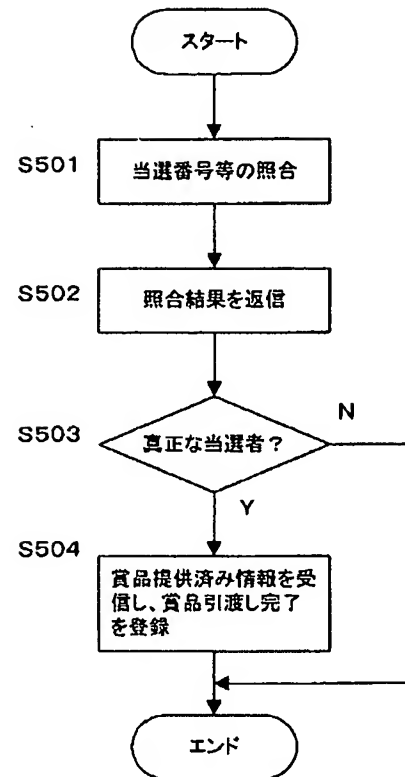 スタート
S501
当選番号等の照合
S502
照合結果を返信
S503
真正な当選者?
N
Y
S504
賞品提供済み情報を受
信し、賞品引渡し完了
を登録
エンド